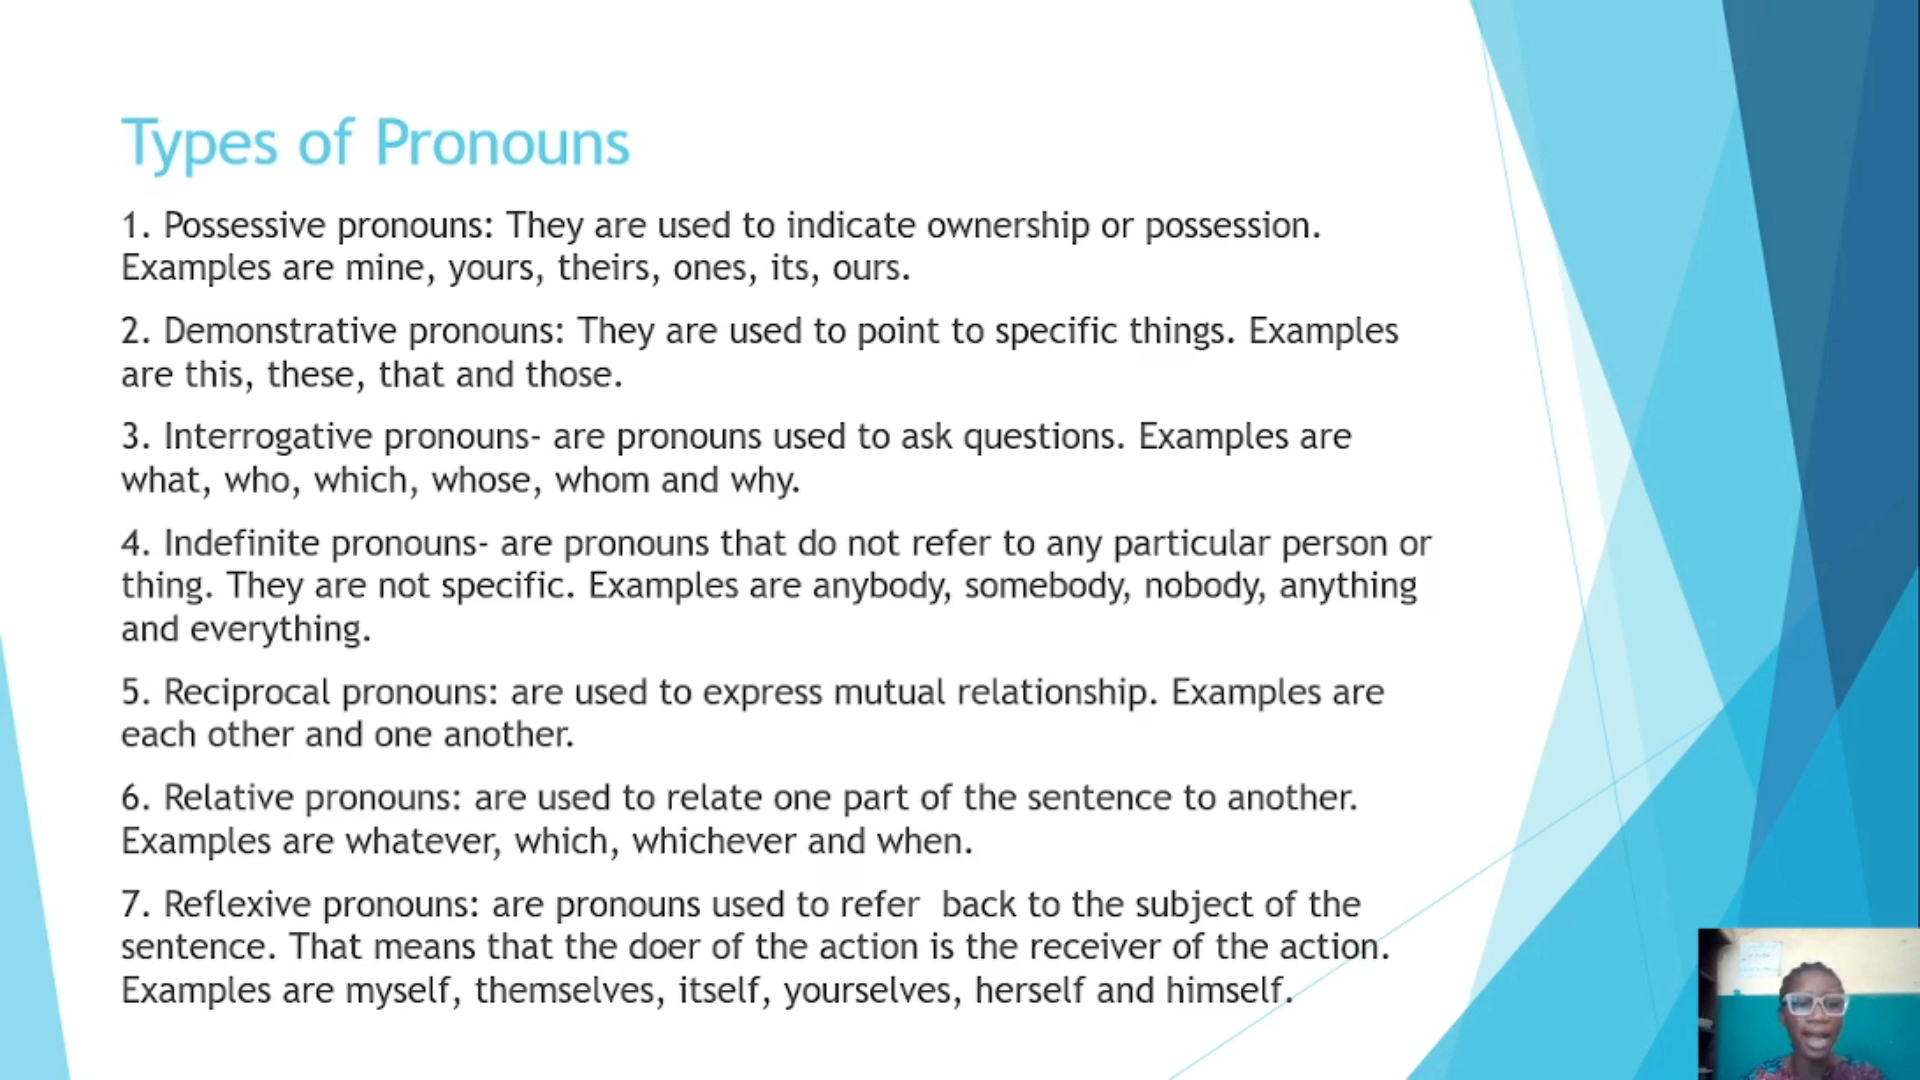 Types of Pronouns
1. Possessive pronouns: They are used to indicate ownership or possession.
Examples are mine, yours, theirs, ones, its, ours.
2. Demonstrative pronouns: They are used to point to specific things. Examples
are this, these, that and those.
3. Interrogative pronouns- are pronouns used to ask questions. Examples are
what, who, which, whose, whom and why.
4. Indefinite pronouns- are pronouns that do not refer to any particular person or
thing. They are not specific. Examples are anybody, somebody, nobody, anything
and everything.
5. Reciprocal pronouns: are used to express mutual relationship. Examples are
each other and one another.
6. Relative pronouns: are used to relate one part of the sentence to another.
Examples are whatever, which, whichever and when.
7. Reflexive pronouns: are pronouns used to refer  back to the subject of the
sentence. That means that the doer of the action is the receiver of the action.
Examples are myself, themselves, itself, yourselves, herself and himself.